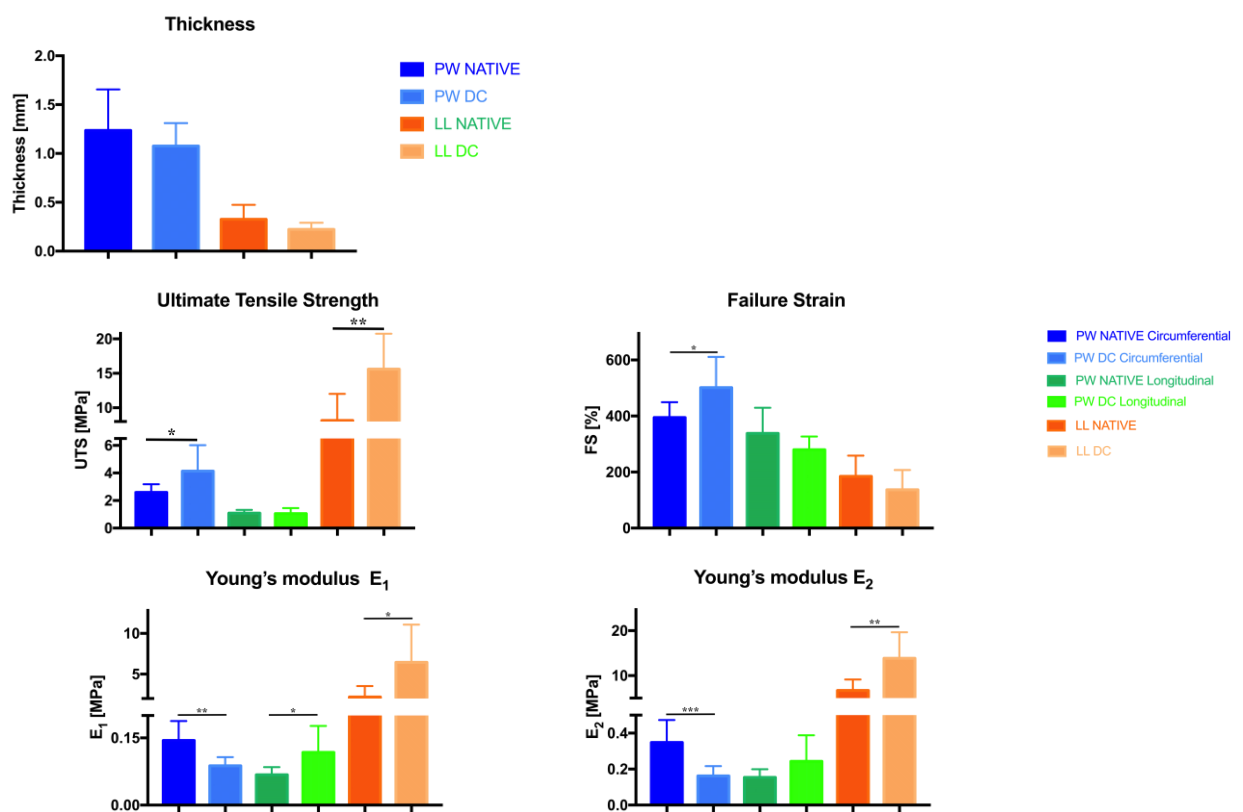 Thickness
Thickness [mm]
2.0
1.5
1.0
0.5
0.0
PW NATIVE
PW DC
LL NATIVE
LL DC
Ultimate Tensile Strength
UTS [MPa]
20
15
10
6
4
2
0
*
**
Failure Strain
FS [%]
600
400
200
0
*
PW NATIVE Circumferential
PW DC Circumferential
PW NATIVE Longitudinal
PW DC Longitudinal
LL NATIVE
LL DC
Young's modulus E1
E1 [MPa]
10
5
0.15
0.00
**
*
*
Young's modulus E2
E2 [MPa]
20
10
0.4
0.2
0.0
***
**